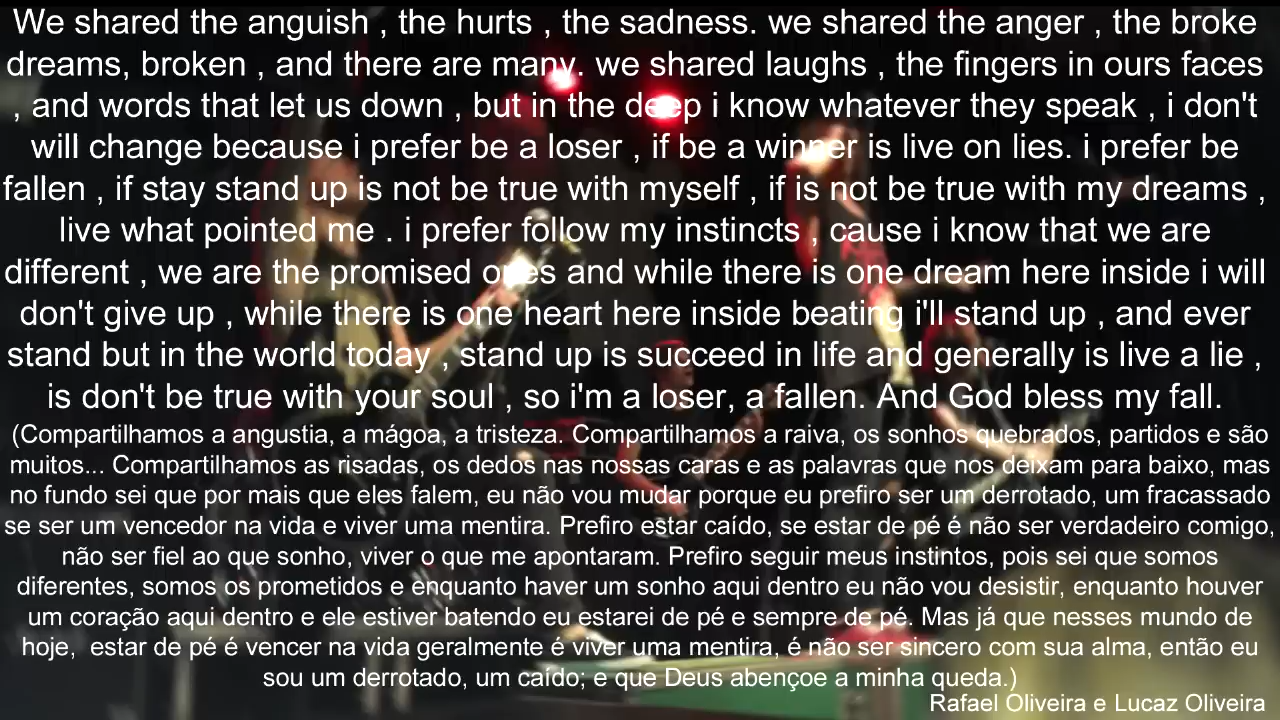 We shared the anguish , the hurts , the sadness. we shared the anger , the broke
dreams, broken , and there are many. we shared laughs , the fingers in ours faces
, and words that let us down , but in the deep i know whatever they speak , i don't
will change because i prefer be a loser , if be a winner is live on lies. i prefer be
fallen , if stay stand up is not be true with myself , if is not be true with my dreams ,
live what pointed me . i prefer follow my instincts , cause i know that we are
different , we are the promised ones and while there is one dream here inside i will
don't give up , while there is one heart here inside beating i'll stand up , and ever
stand but in the world today , stand up is succeed in life and generally is live a lie ,
is don't be true with your soul , so i'm a loser, a fallen. And God bless my fall.
(Compartilhamos a angustia, a mágoa, a tristeza. Compartilhamos a raiva, os sonhos quebrados, partidos e são
muitos... Compartilhamos as risadas, os dedos nas nossas caras e as palavras que nos deixam para baixo, mas
no fundo sei que por mais que eles falem, eu não vou mudar porque eu prefiro ser um derrotado, um fracassado
se ser um vencedor na vida e viver uma mentira. Prefiro estar caído, se estar de pé é não ser verdadeiro comigo,
não ser fiel ao que sonho, viver o que me apontaram. Prefiro seguir meus instintos, pois sei que somos
diferentes, somos os prometidos e enquanto haver um sonho aqui dentro eu não vou desistir, enquanto houver
um coração aqui dentro e ele estiver batendo eu estarei de pé e sempre de pé. Mas já que nesses mundo de
hoje, estar de pé é vencer na vida geralmente é viver uma mentira, é não ser sincero com sua alma, então eu
sou um derrotado, um caído; e que Deus abençoe a minha queda.)
Rafael Oliveira e Lucaz Oliveira